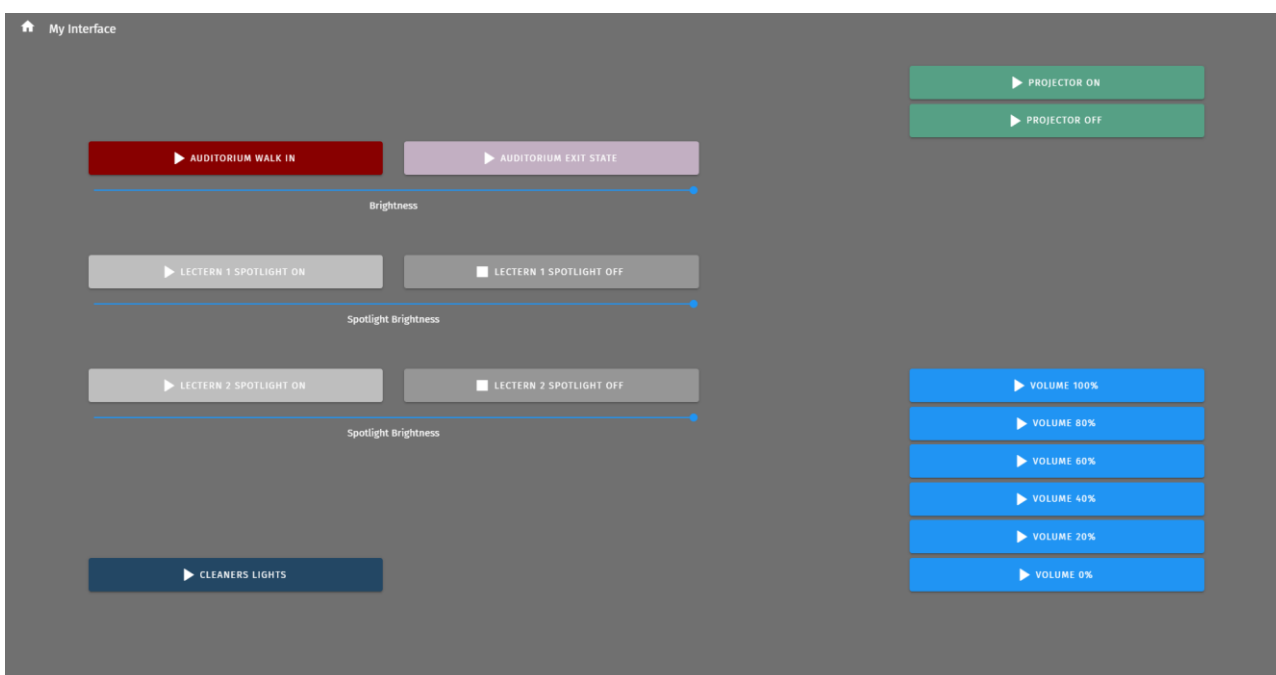 My Interface
PROJECTOR ON
PROJECTOR OFF
AUDITORIUM WALK IN
AUDITORIUM EXIT STATE
Brightness
LECTERN 1 SPOTLIGHT ON
LECTERN 1 SPOTLIGHT OFF
Spotlight Brightness
LECTERN 2 SPOTLIGHT ON
LECTERN 2 SPOTLIGHT OFF
Spotlight Brightness
VOLUME 100%
VOLUME 80%
VOLUME 60%
VOLUME 40%
VOLUME 20%
CLEANERS LIGHTS
VOLUME 0%